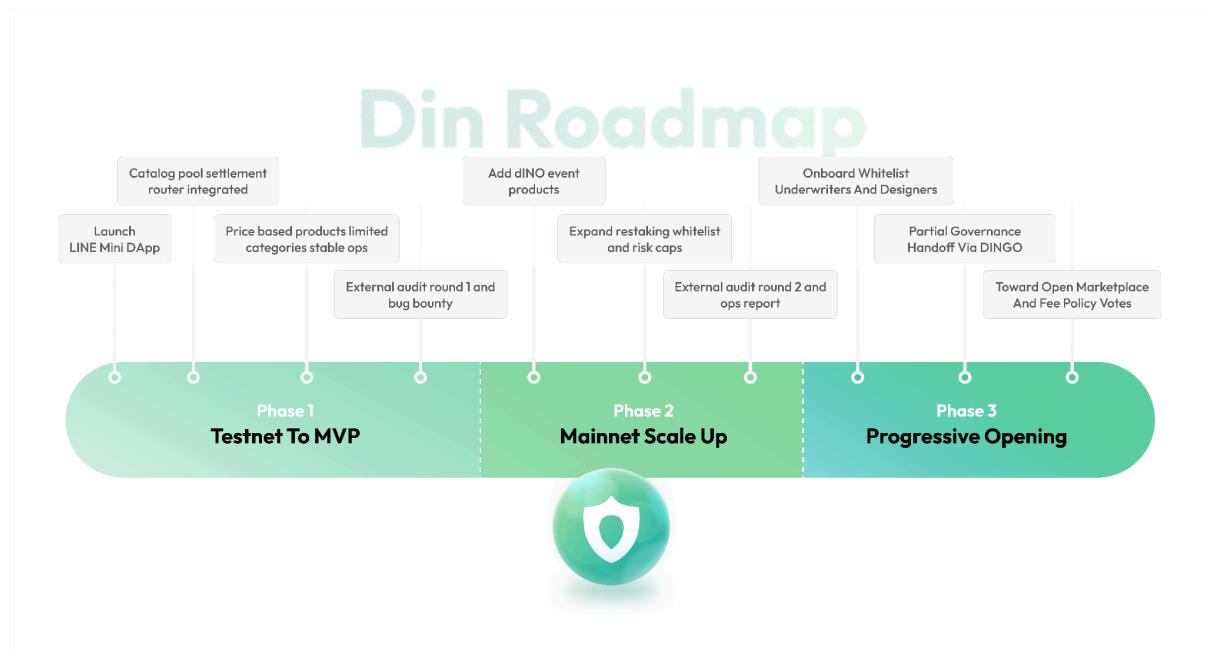 Din Roadmap
Catalog pool settlement
router integrated
Add dINO event
products
Onboard Whitelist
Underwriters And Designers
Launch
LINE Mini DApp
Price based products limited
categories stable ops
Expand restaking whitelist
and risk caps
Partial Governance
Handoff Via DINGO
External audit round 1 and
bug bounty
External audit round 2 and
ops report
Toward Open Marketplace
And Fee Policy Votes
Phase 1
Testnet To MVP
Phase 2
Mainnet Scale Up
Phase 3
Progressive Opening